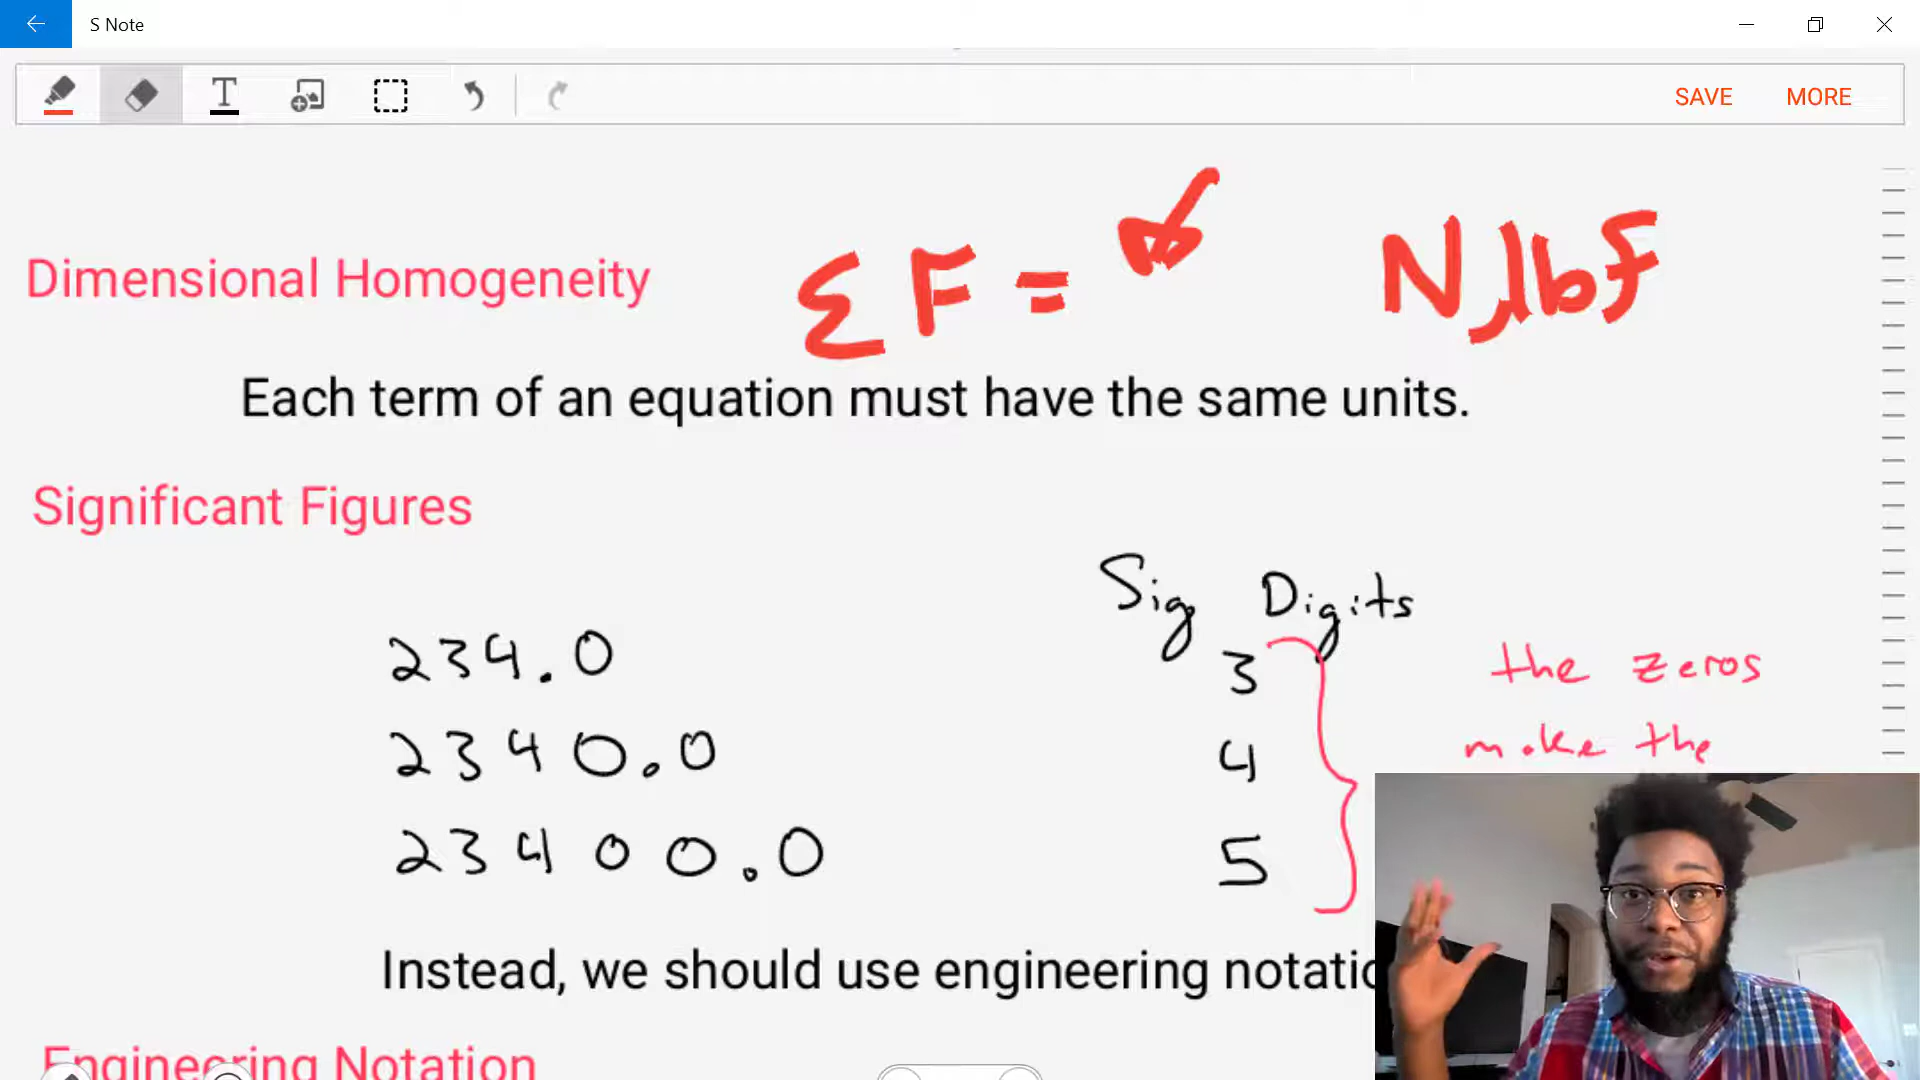 S Note
T SAVE MORE
Dimensional Homogeneity ΣF = N, lbf
Each term of an equation must have the same units.
Significant Figures
Sig Digits
234.0 3 the zeros
2340.0 4 make the
23400.0 5
Instead, we should use engineering notatio
Engineering Notation